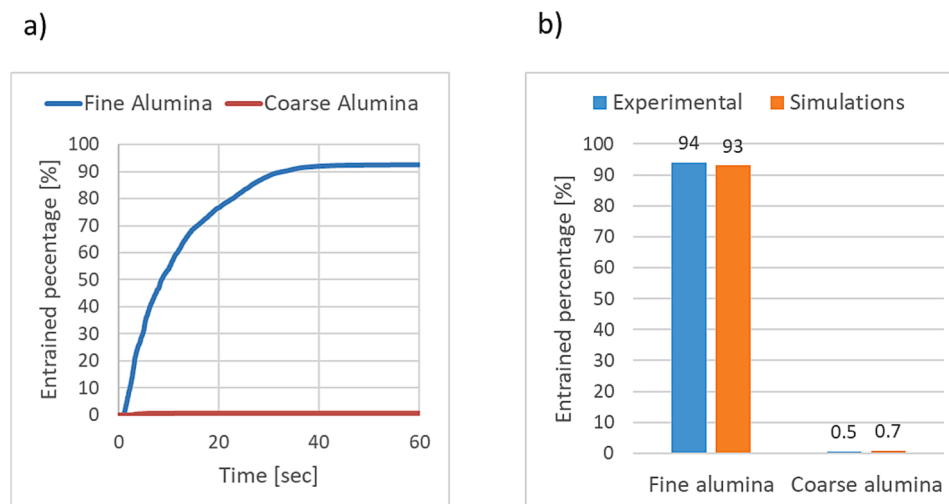 a)
Fine Alumina Coarse Alumina
100
90
80
70
60
50
40
30
20
10
0
Entrained pecentage [%]
0 20 40 60
Time [sec]
b)
Experimental Simulations
100
90
80
70
60
50
40
30
20
10
0
Entrained percentage [%]
94 93
0.5 0.7
Fine alumina Coarse alumina